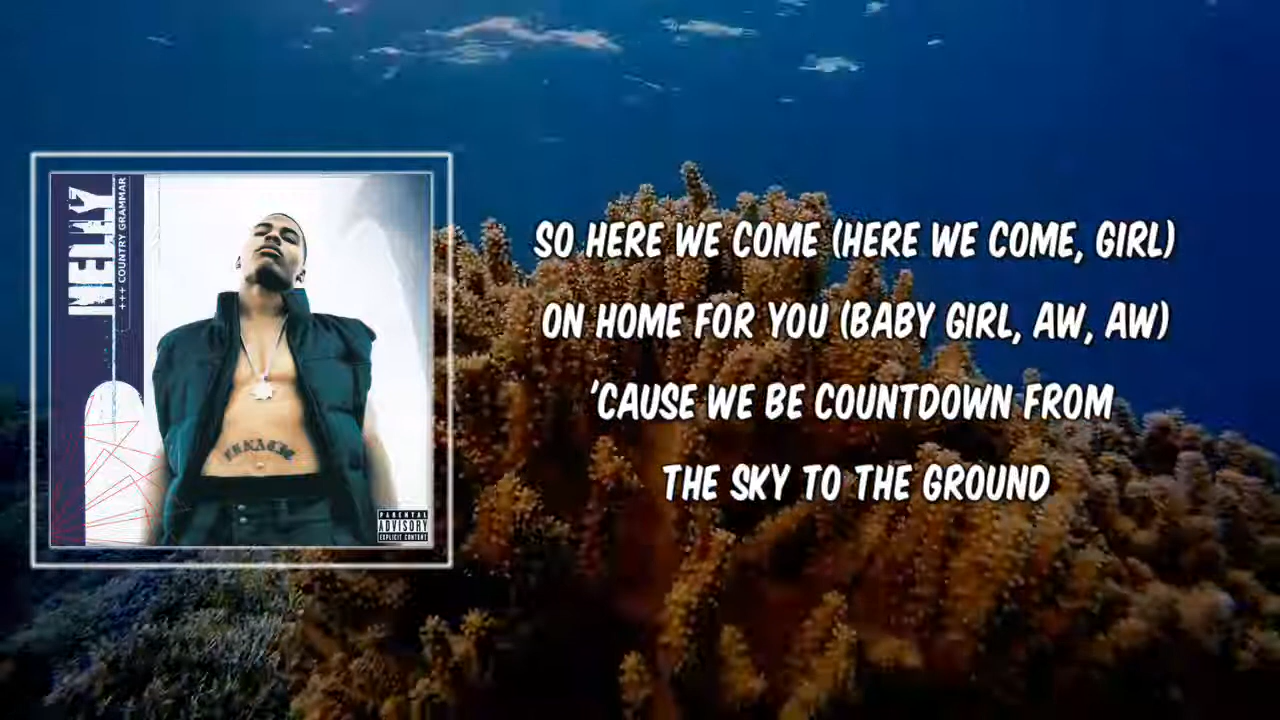 NELLY
+++ COUNTRY GRAMMAR
PARENTAL
ADVISORY
EXPLICIT CONTENT
SO HERE WE COME (HERE WE COME, GIRL)
ON HOME FOR YOU (BABY GIRL, AW, AW)
'CAUSE WE BE COUNTDOWN FROM
THE SKY TO THE GROUND